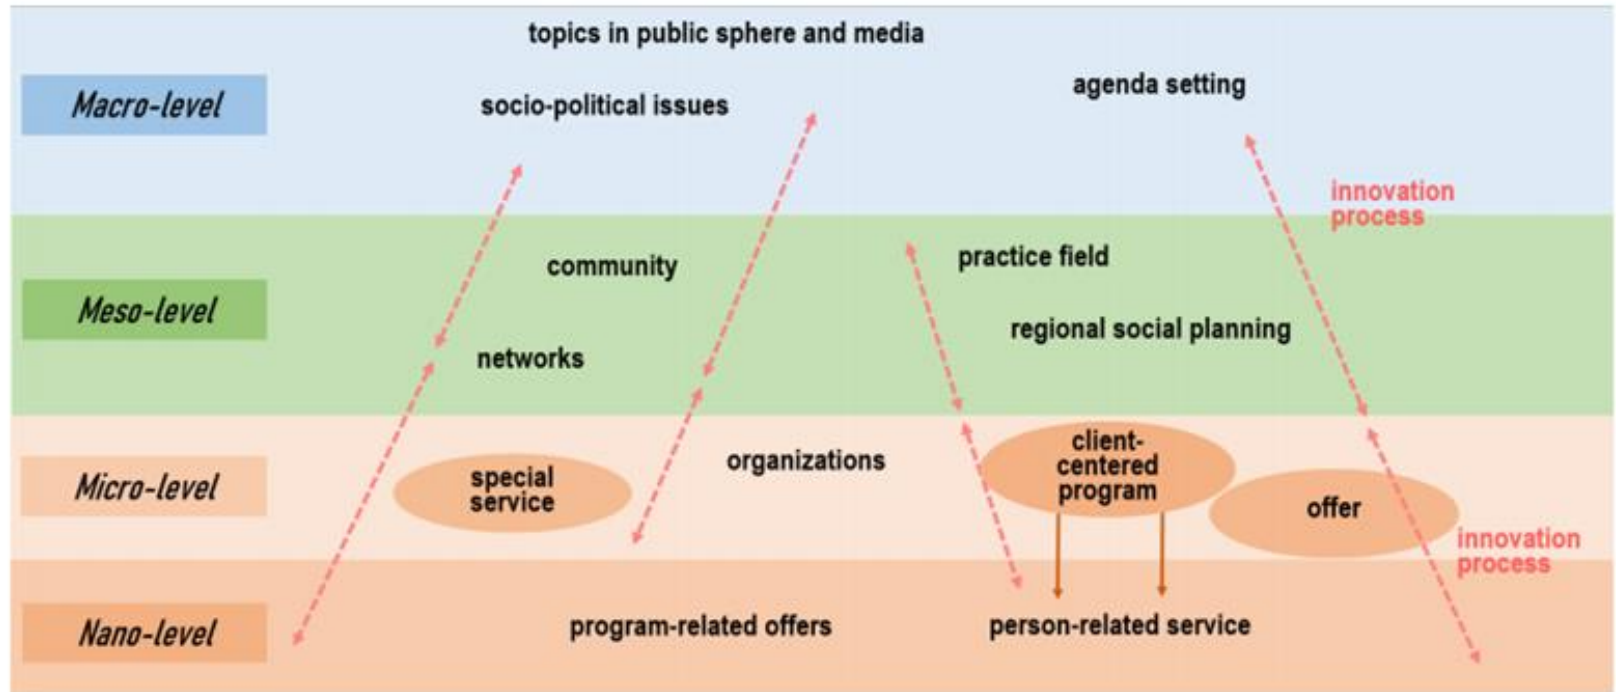 topics in public sphere and media
agenda setting
Macro-level
socio-political issues
innovation
process
community
practice field
Meso-level
regional social planning
networks
client-
centered
program
organizations
special
service
Micro-level
offer
innovation
process
Nano-level
program-related offers
person-related service